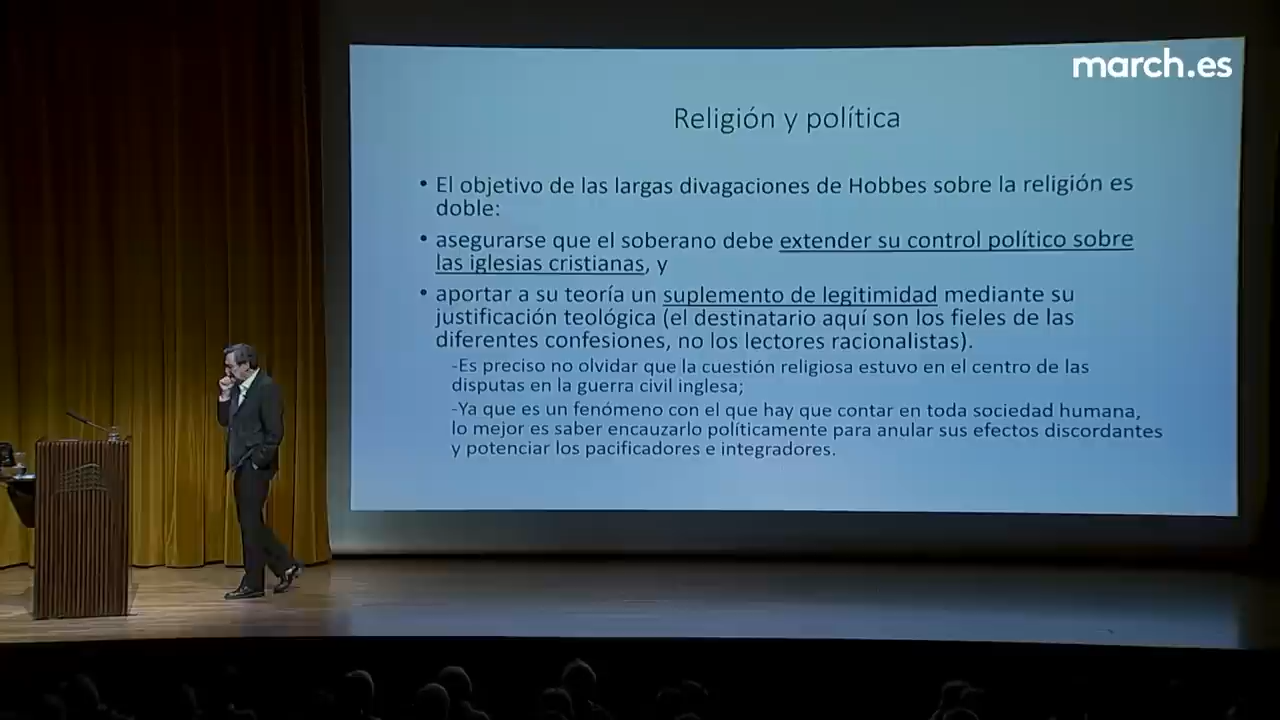 march.es
Religión y política
• El objetivo de las largas divagaciones de Hobbes sobre la religión es
doble:
• asegurarse que el soberano debe extender su control político sobre
las iglesias cristianas, y
• aportar a su teoría un suplemento de legitimidad mediante su
justificación teológica (el destinatario aquí son los fieles de las
diferentes confesiones, no los lectores racionalistas).
-Es preciso no olvidar que la cuestión religiosa estuvo en el centro de las
disputas en la guerra civil inglesa;
-Ya que es un fenómeno con el que hay que contar en toda sociedad humana,
lo mejor es saber encauzarlo políticamente para anular sus efectos discordantes
y potenciar los pacificadores e integradores.